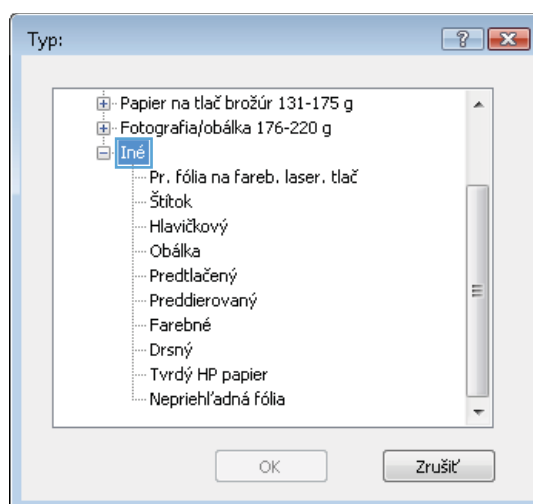 Typ:
Papier na tlač brožúr 131-175 g
Fotografia/obálka 176-220 g
Iné
Pr. fólia na fareb. laser. tlač
Štítok
Hlavičkový
Obálka
Predtlačený
Preddierovaný
Farebné
Drsný
Tvrdý HP papier
Nepriehľadná fólia
OK
Zrušiť